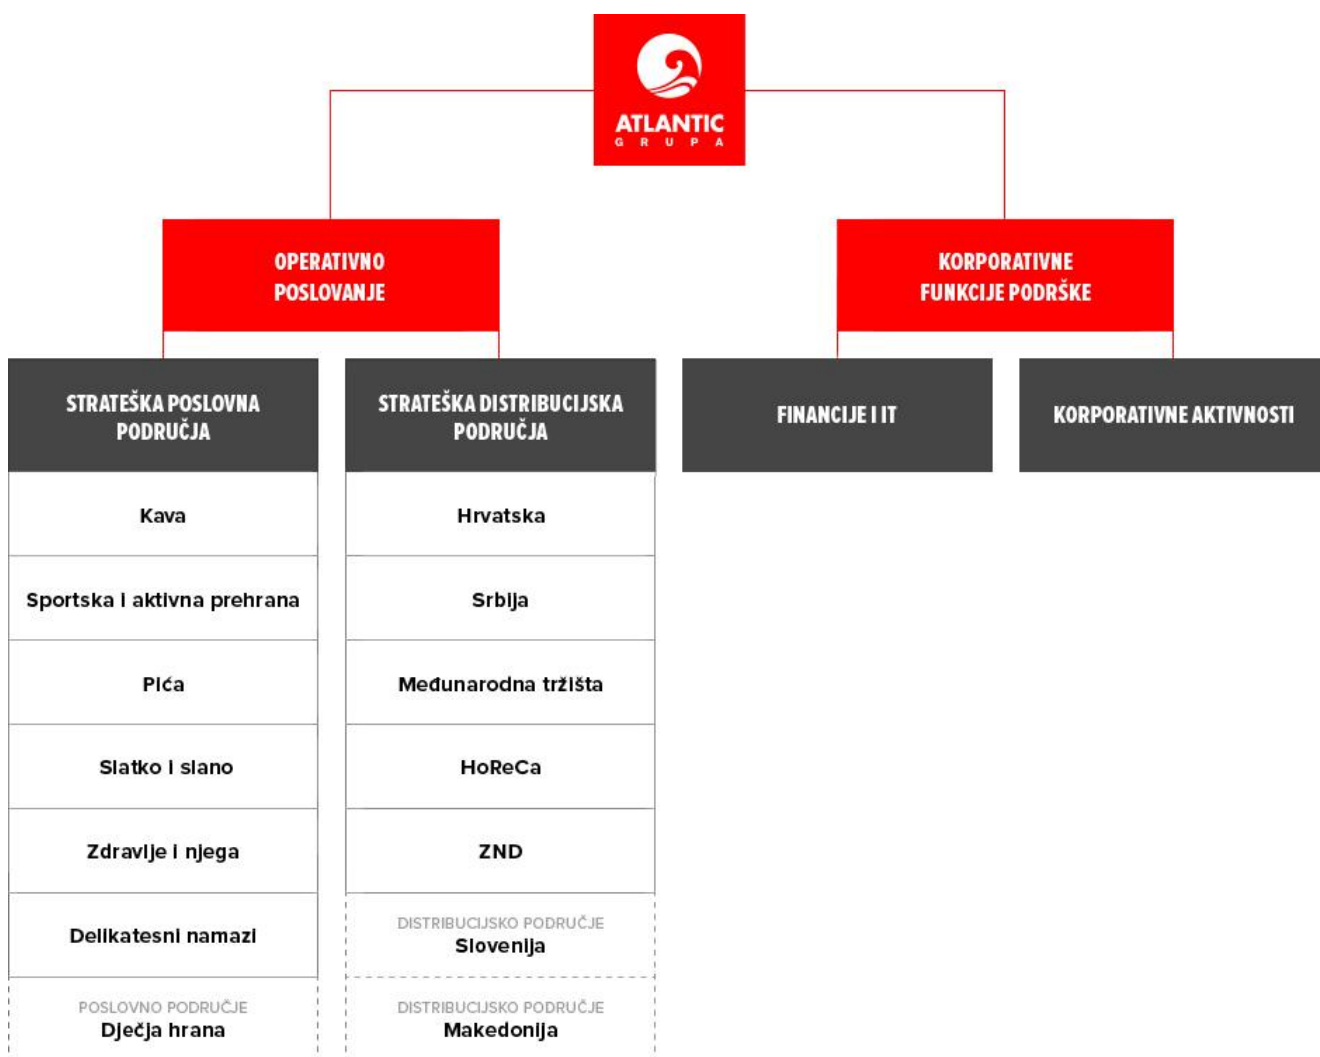 ATLANTIC
GRUPA
OPERATIVNO
POSLOVANJE
KORPORATIVNE
FUNKCIJE PODRŠKE
STRATEŠKA POSLOVNA
PODRUČJA
STRATEŠKA DISTRIBUCIJSKA
PODRUČJA
FINANCIJE I IT
KORPORATIVNE AKTIVNOSTI
Kava
Hrvatska
Sportska i aktivna prehrana
Srbija
Pića
Međunarodna tržišta
Slatko i slano
HoReCa
Zdravlje i njega
ZND
Delikatesni namazi
DISTRIBUCIJSKO PODRUČJE
Slovenija
POSLOVNO PODRUČJE
Dječja hrana
DISTRIBUCIJSKO PODRUČJE
Makedonija